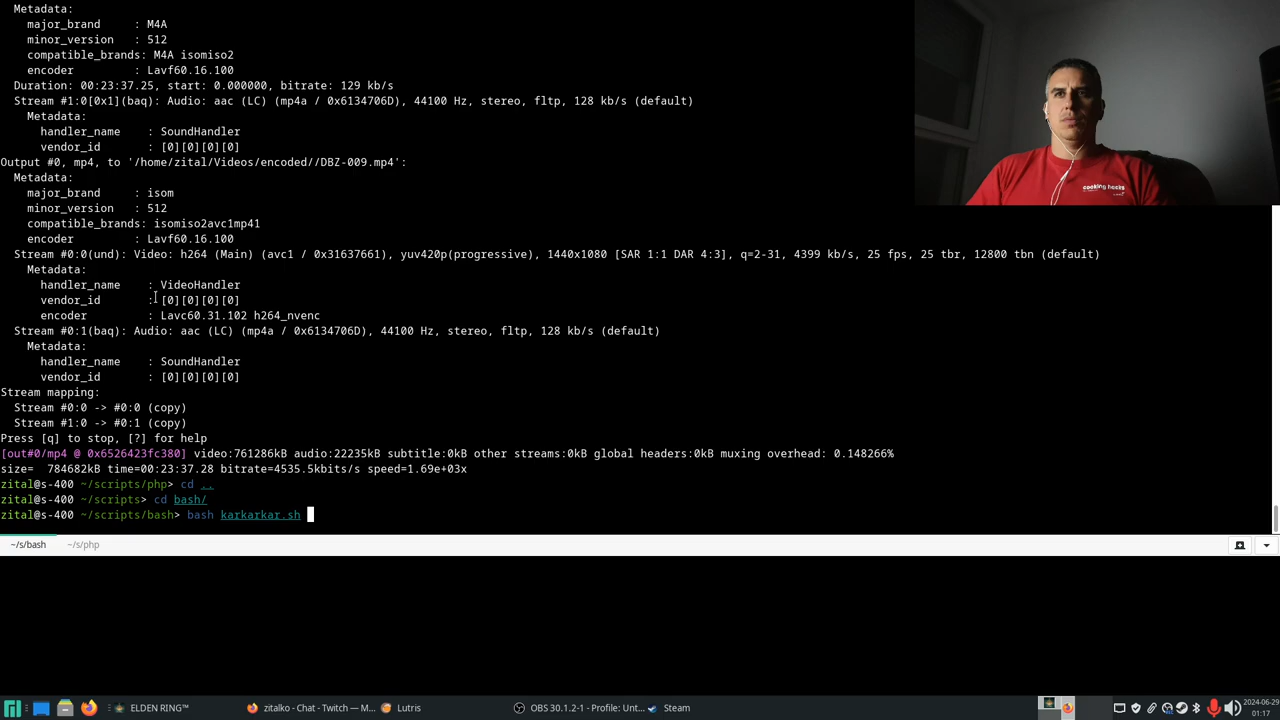 Metadata:
major_brand : M4A
minor_version : 512
compatible_brands: M4A isomiso2
encoder : Lavf60.16.100
Duration: 00:23:37.25, start: 0.000000, bitrate: 129 kb/s
Stream #1:0[0x1](baq): Audio: aac (LC) (mp4a / 0x6134706D), 44100 Hz, stereo, fltp, 128 kb/s (default)
Metadata:
handler_name : SoundHandler
vendor_id : [0][0][0][0]
Output #0, mp4, to '/home/zital/Videos/encoded//DBZ-009.mp4':
Metadata:
major_brand : isom
minor_version : 512
compatible_brands: isomiso2avc1mp41
encoder : Lavf60.16.100
Stream #0:0(und): Video: h264 (Main) (avc1 / 0x31637661), yuv420p(progressive), 1440x1080 [SAR 1:1 DAR 4:3], q=2-31, 4399 kb/s, 25 fps, 25 tbr, 12800 tbn (default)
Metadata:
handler_name : VideoHandler
vendor_id : [0][0][0][0]
encoder : Lavc60.31.102 h264_nvenc
Stream #0:1(baq): Audio: aac (LC) (mp4a / 0x6134706D), 44100 Hz, stereo, fltp, 128 kb/s (default)
Metadata:
handler_name : SoundHandler
vendor_id : [0][0][0][0]
Stream mapping:
Stream #0:0 -> #0:0 (copy)
Stream #1:0 -> #0:1 (copy)
Press [q] to stop, [?] for help
[out#0/mp4 @ 0x6526423fc380] video:761286kB audio:22235kB subtitle:0kB other streams:0kB global headers:0kB muxing overhead: 0.148266%
size= 784682kB time=00:23:37.28 bitrate=4535.5kbits/s speed=1.69e+03x
zital@s-400 ~/scripts/php> cd ..
zital@s-400 ~/scripts> cd bash/
zital@s-400 ~/scripts/bash> bash karkarkar.sh
cooking hacks
~/s/bash ~/s/php
ELDEN RING™ zitalko - Chat - Twitch — M... Lutris OBS 30.1.2-1 - Profile: Unt... Steam
2024-06-29
01:17